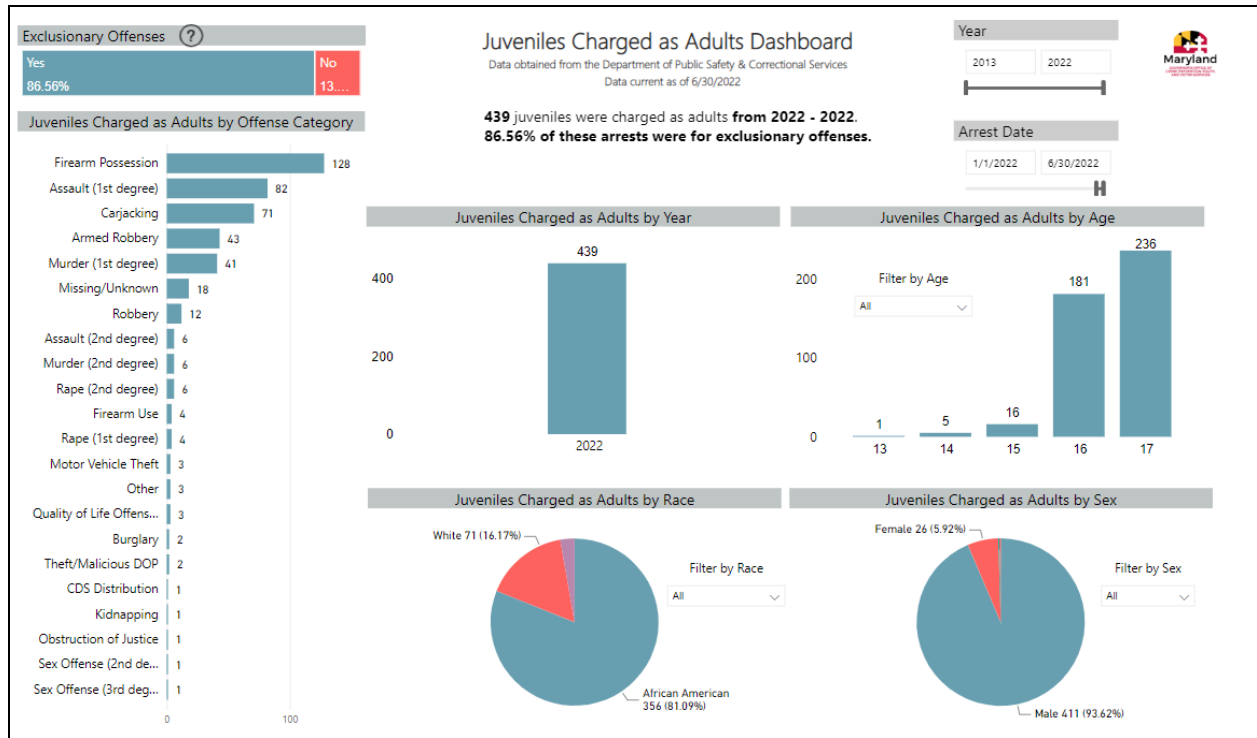 Exclusionary Offenses ?
Yes
86.56%
No
13....
Juveniles Charged as Adults Dashboard
Data obtained from the Department of Public Safety & Correctional Services
Data current as of 6/30/2022
439 juveniles were charged as adults from 2022 - 2022.
86.56% of these arrests were for exclusionary offenses.
Year
2013 2022
Arrest Date
1/1/2022 6/30/2022
Maryland
Juveniles Charged as Adults by Offense Category
Firearm Possession 128
Assault (1st degree) 82
Carjacking 71
Armed Robbery 43
Murder (1st degree) 41
Missing/Unknown 18
Robbery 12
Assault (2nd degree) 6
Murder (2nd degree) 6
Rape (2nd degree) 6
Firearm Use 4
Rape (1st degree) 4
Motor Vehicle Theft 3
Other 3
Quality of Life Offens... 3
Burglary 2
Theft/Malicious DOP 2
CDS Distribution 1
Kidnapping 1
Obstruction of Justice 1
Sex Offense (2nd de... 1
Sex Offense (3rd deg... 1
0 100
Juveniles Charged as Adults by Year
439
400
200
0
2022
Juveniles Charged as Adults by Age
236
200
Filter by Age
All
181
100
16
5
1
0
13 14 15 16 17
Juveniles Charged as Adults by Race
White 71 (16.17%)
Filter by Race
All
African American
356 (81.09%)
Juveniles Charged as Adults by Sex
Female 26 (5.92%)
Filter by Sex
All
Male 411 (93.62%)